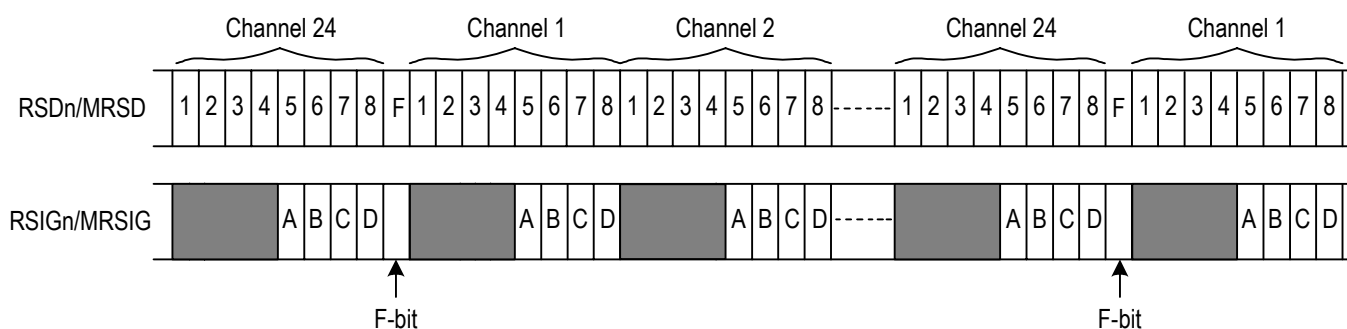 Channel 24 Channel 1 Channel 2 Channel 24 Channel 1
RSDn/MRSD 1 2 3 4 5 6 7 8 F 1 2 3 4 5 6 7 8 1 2 3 4 5 6 7 8 1 2 3 4 5 6 7 8 F 1 2 3 4 5 6 7 8
RSIGn/MRSIG A B C D A B C D A B C D A B C D A B C D
F-bit F-bit